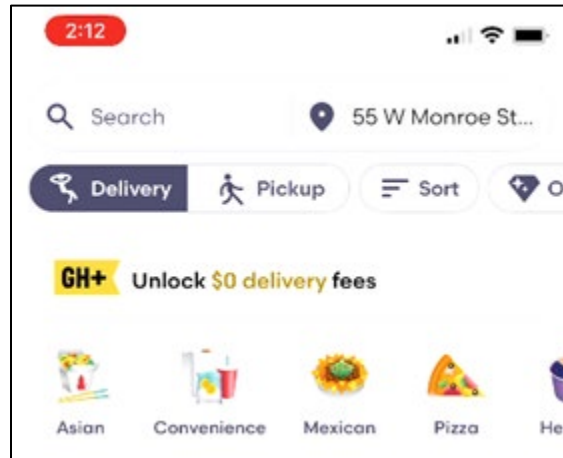 2:12
Search 55 W Monroe St...
Delivery Pickup Sort
GH+ Unlock $0 delivery fees
Asian Convenience Mexican Pizza